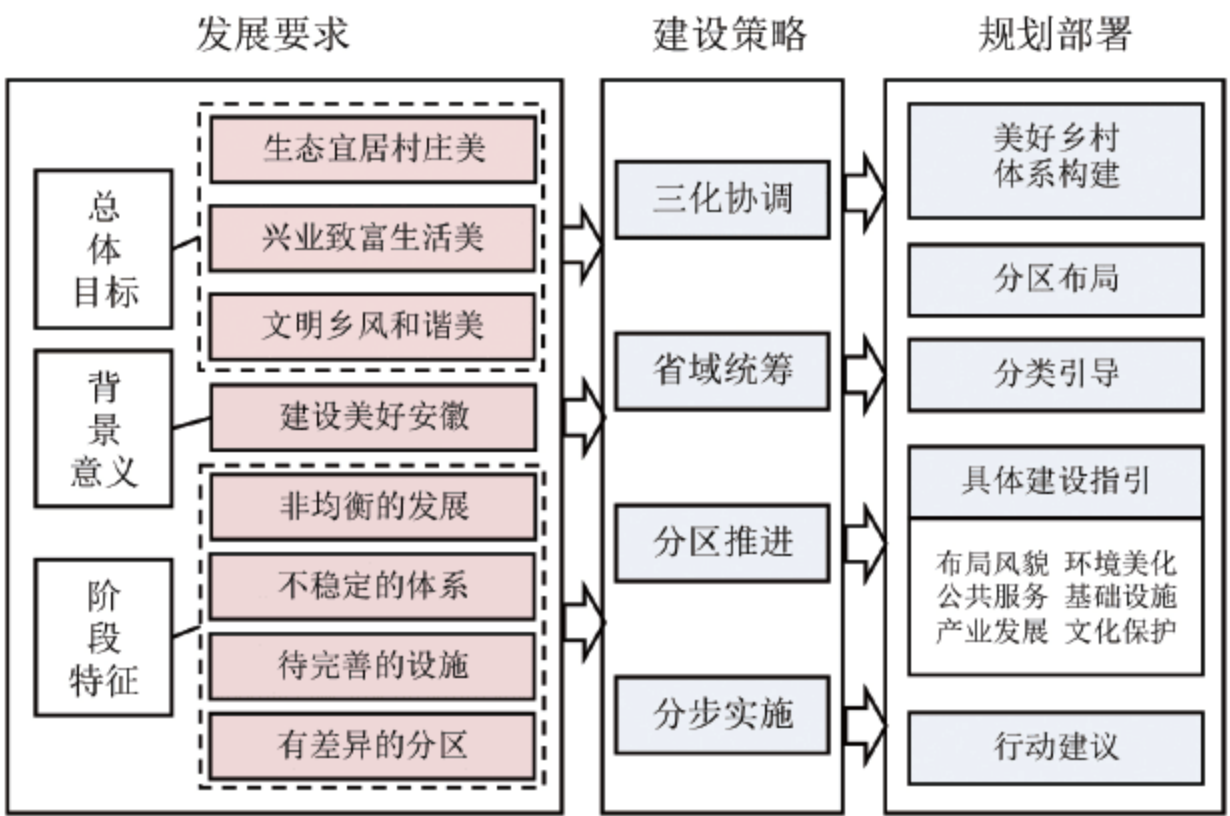 发展要求
建设策略
规划部署
总
体
目标
生态宜居村庄美
兴业致富生活美
文明乡风和谐美
背
景
意义
建设美好安徽
阶
段
特征
非均衡的发展
不稳定的体系
待完善的设施
有差异的分区
三化协调
省域统筹
分区推进
分步实施
美好乡村
体系构建
分区布局
分类引导
具体建设指引
布局风貌 环境美化
公共服务 基础设施
产业发展 文化保护
行动建议